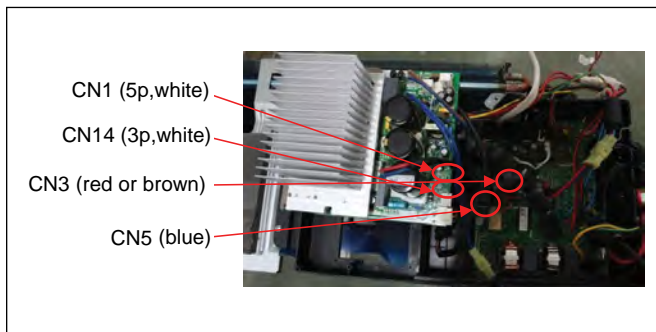 CN1 (5p,white)
CN14 (3p,white)
CN3 (red or brown)
CN5 (blue)